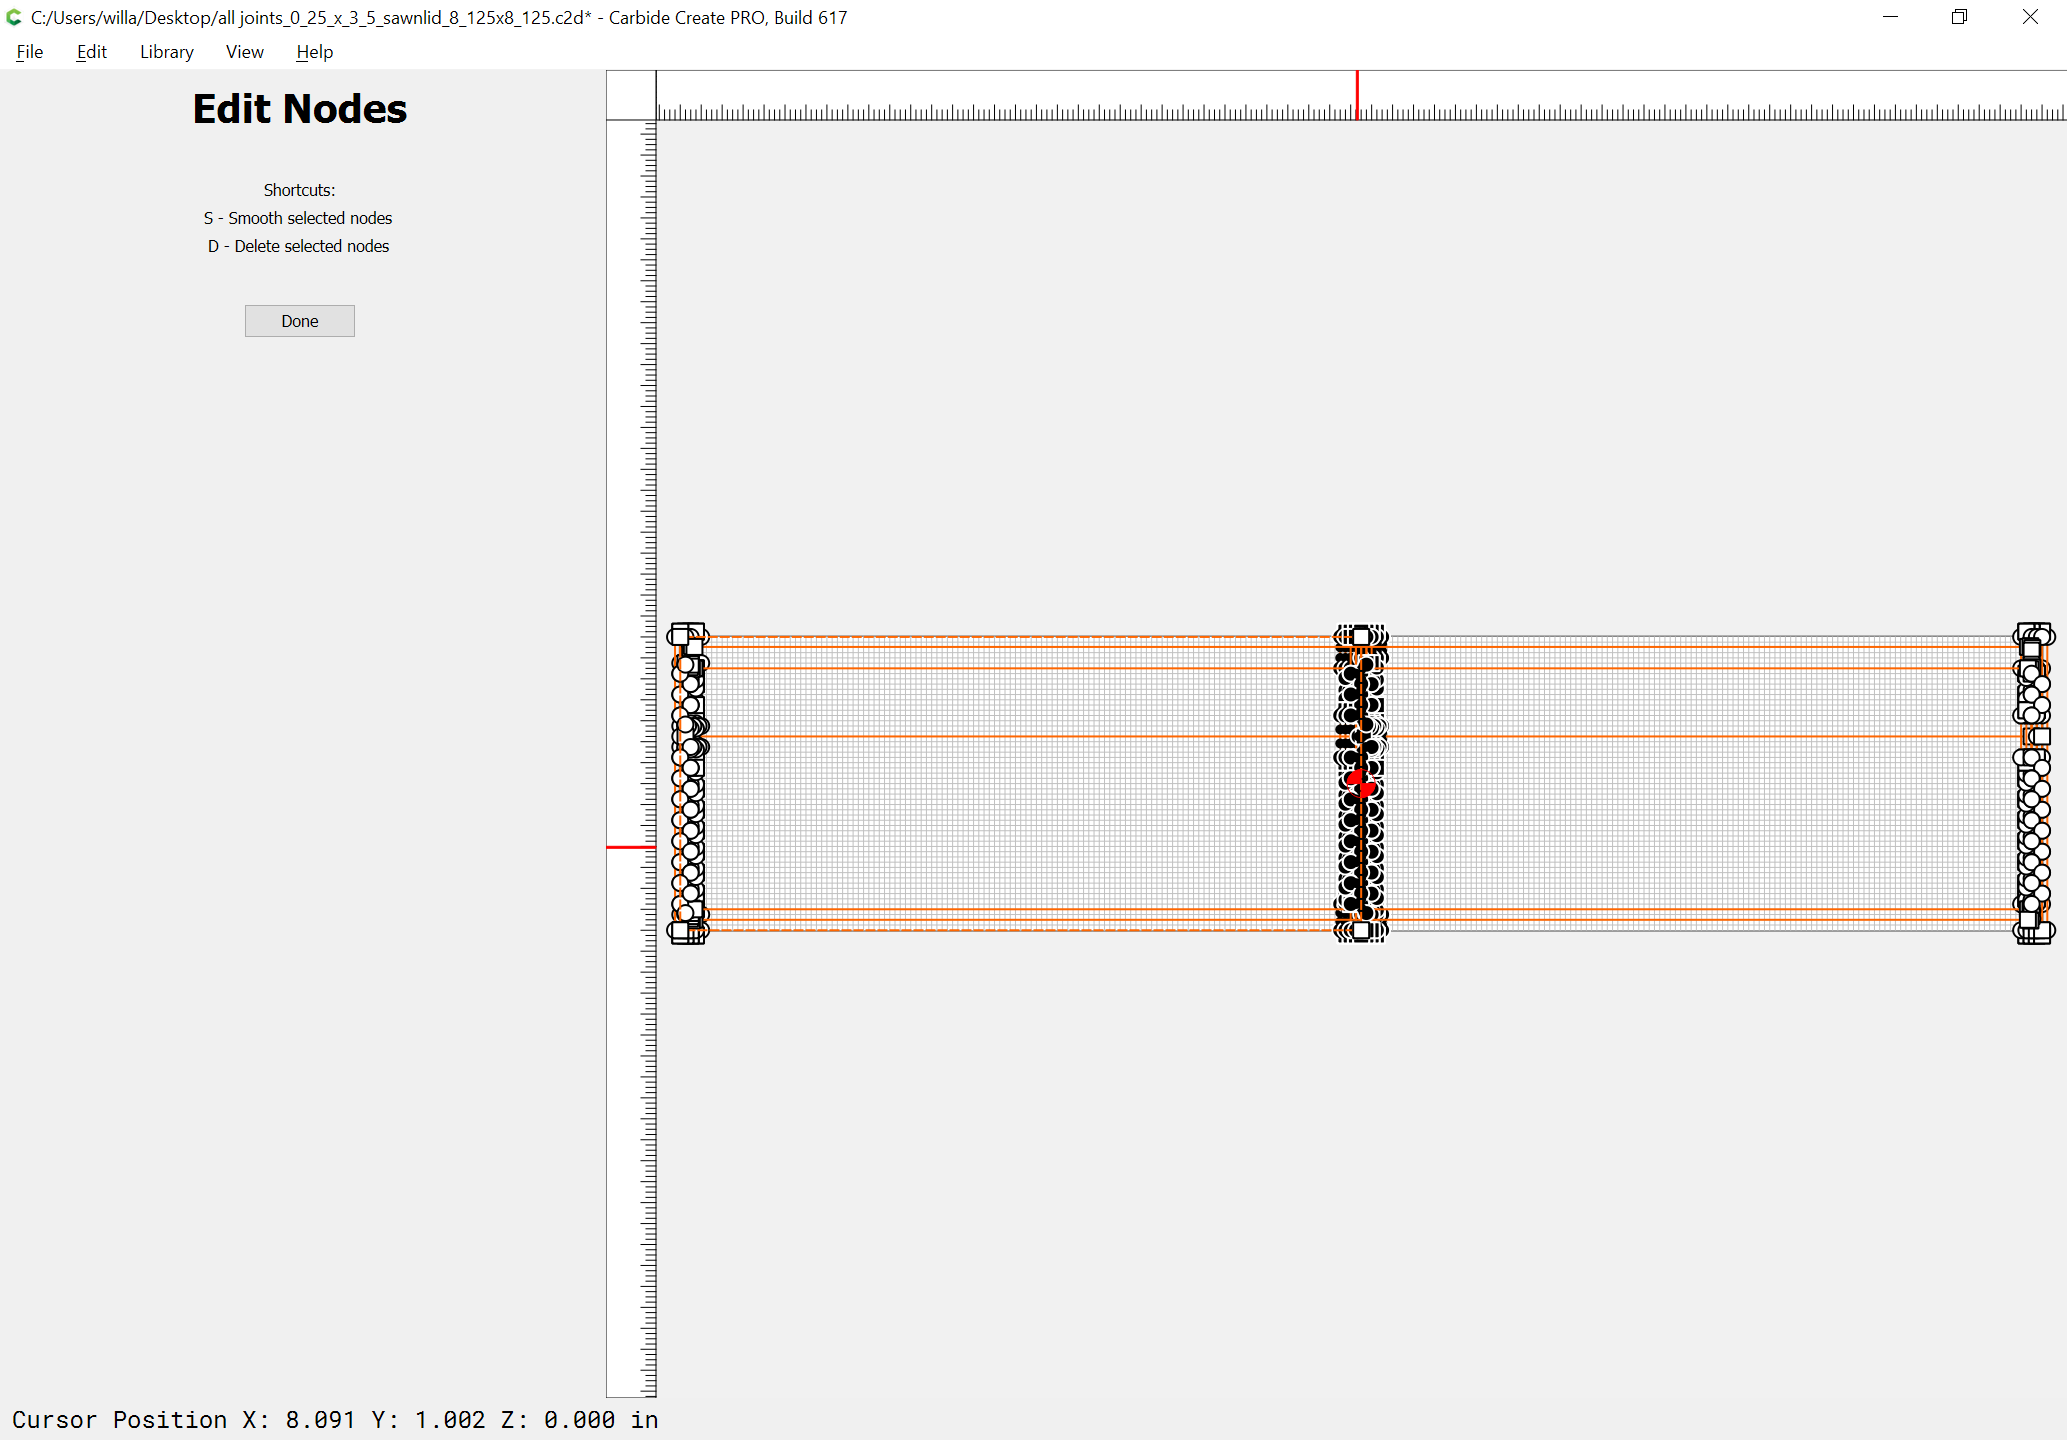 C:/Users/willa/Desktop/all joints_0_25_x_3_5_sawnlid_8_125x8_125.c2d* - Carbide Create PRO, Build 617
File Edit Library View Help
Edit Nodes
Shortcuts:
S - Smooth selected nodes
D - Delete selected nodes
Done
Cursor Position X: 8.091 Y: 1.002 Z: 0.000 in